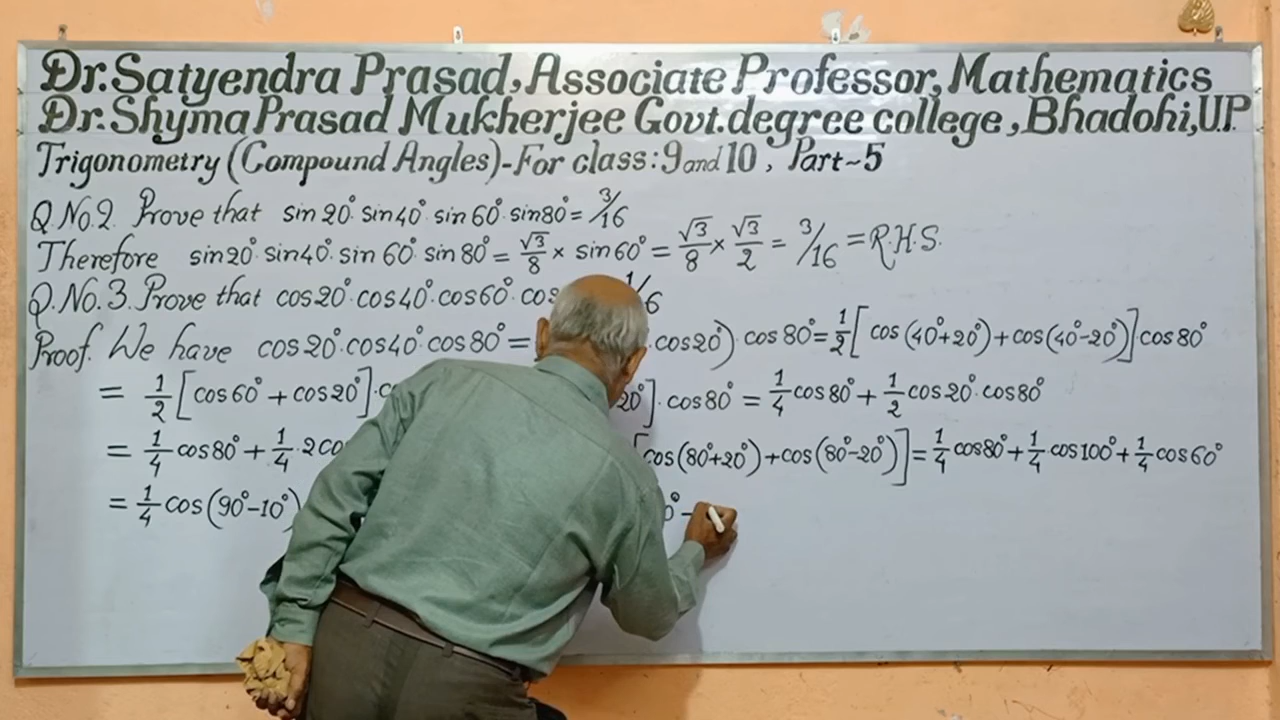 Dr. Satyendra Prasad, Associate Professor, Mathematics
Dr. Shyma Prasad Mukherjee Govt. degree college, Bhadohi, U.P.
Trigonometry (Compound Angles)-For class: 9 and 10, Part-5
Q.No.2. Prove that sin20° sin40° sin60° sin80° = 3/16
Therefore sin20° sin40° sin60° sin80° = √3/8 × sin60° = √3/8 × √3/2 = 3/16 = R.H.S.
Q.No.3. Prove that cos20° cos40° cos60° cos 1/6
Proof. We have cos20° cos40° cos80° = cos20°) cos80° = 1/2 [cos(40°+20°)+cos(40°-20°)] cos80°
= 1/2 [cos60° + cos20°] 20°] cos80° = 1/4 cos80° + 1/2 cos20° cos80°
= 1/4 cos80° + 1/4 2 [cos(80°+20°)+cos(80°-20°)] = 1/4 cos80° + 1/4 cos100° + 1/4 cos60°
= 1/4 cos(90°-10°) 0° -